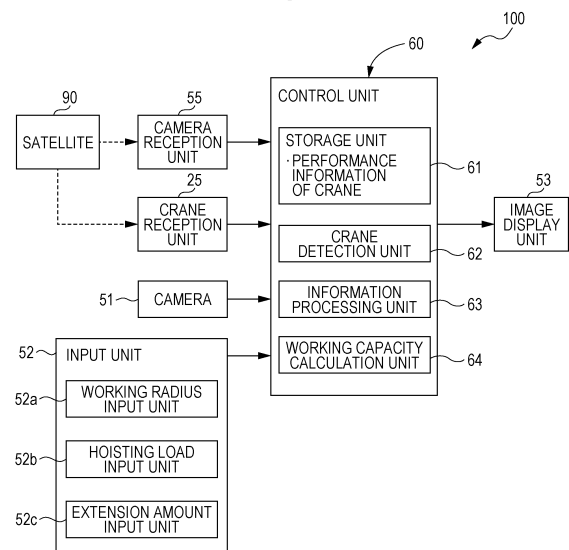 100
60
CONTROL UNIT
90
SATELLITE
55
CAMERA
RECEPTION
UNIT
STORAGE UNIT
·PERFORMANCE
INFORMATION
OF CRANE
61
25
CRANE
RECEPTION
UNIT
53
IMAGE
DISPLAY
UNIT
CRANE
DETECTION UNIT
62
51
CAMERA
INFORMATION
PROCESSING UNIT
63
52
INPUT UNIT
WORKING CAPACITY
CALCULATION UNIT
64
52a
WORKING RADIUS
INPUT UNIT
52b
HOISTING LOAD
INPUT UNIT
52c
EXTENSION AMOUNT
INPUT UNIT